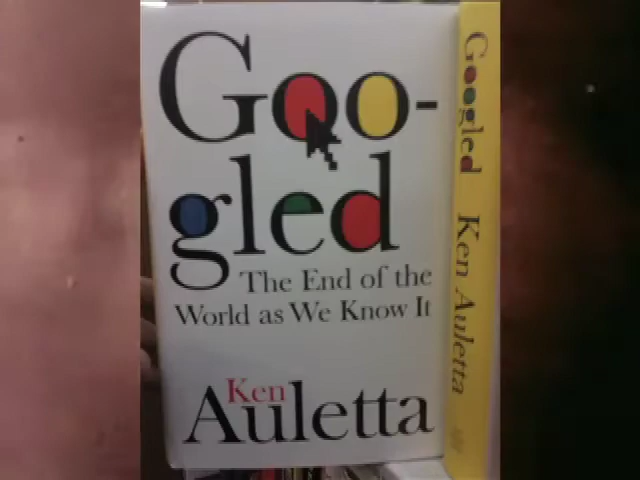 Goo-
gled
The End of the
World as We Know It
Ken
Auletta
Googled Ken Auletta